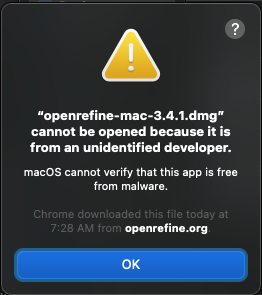 ?
“openrefine-mac-3.4.1.dmg”
cannot be opened because it is
from an unidentified developer.
macOS cannot verify that this app is free
from malware.
Chrome downloaded this file today at
7:28 AM from openrefine.org.
OK